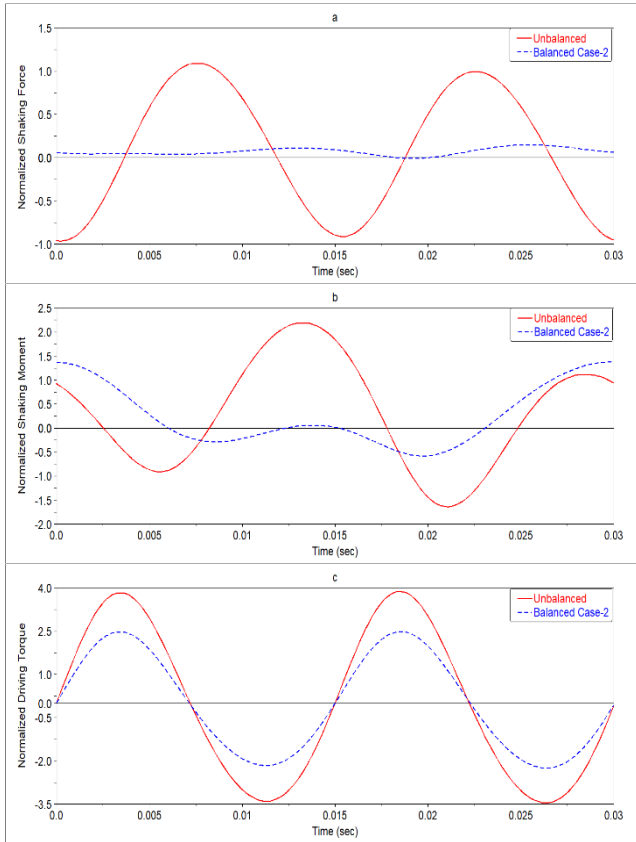 a
1.5
1.0
0.5
0.0
-0.5
-1.0
Normalized Shaking Force
Unbalanced
Balanced Case-2
0.0 0.005 0.01 0.015 0.02 0.025 0.03
Time (sec)
b
2.5
2.0
1.5
1.0
0.5
0.0
-0.5
-1.0
-1.5
-2.0
Normalized Shaking Moment
Unbalanced
Balanced Case-2
0.0 0.005 0.01 0.015 0.02 0.025 0.03
Time (sec)
c
4.0
2.5
1.0
0.0
-0.5
-2.0
-3.5
Normalized Driving Torque
Unbalanced
Balanced Case-2
0.0 0.005 0.01 0.015 0.02 0.025 0.03
Time (sec)